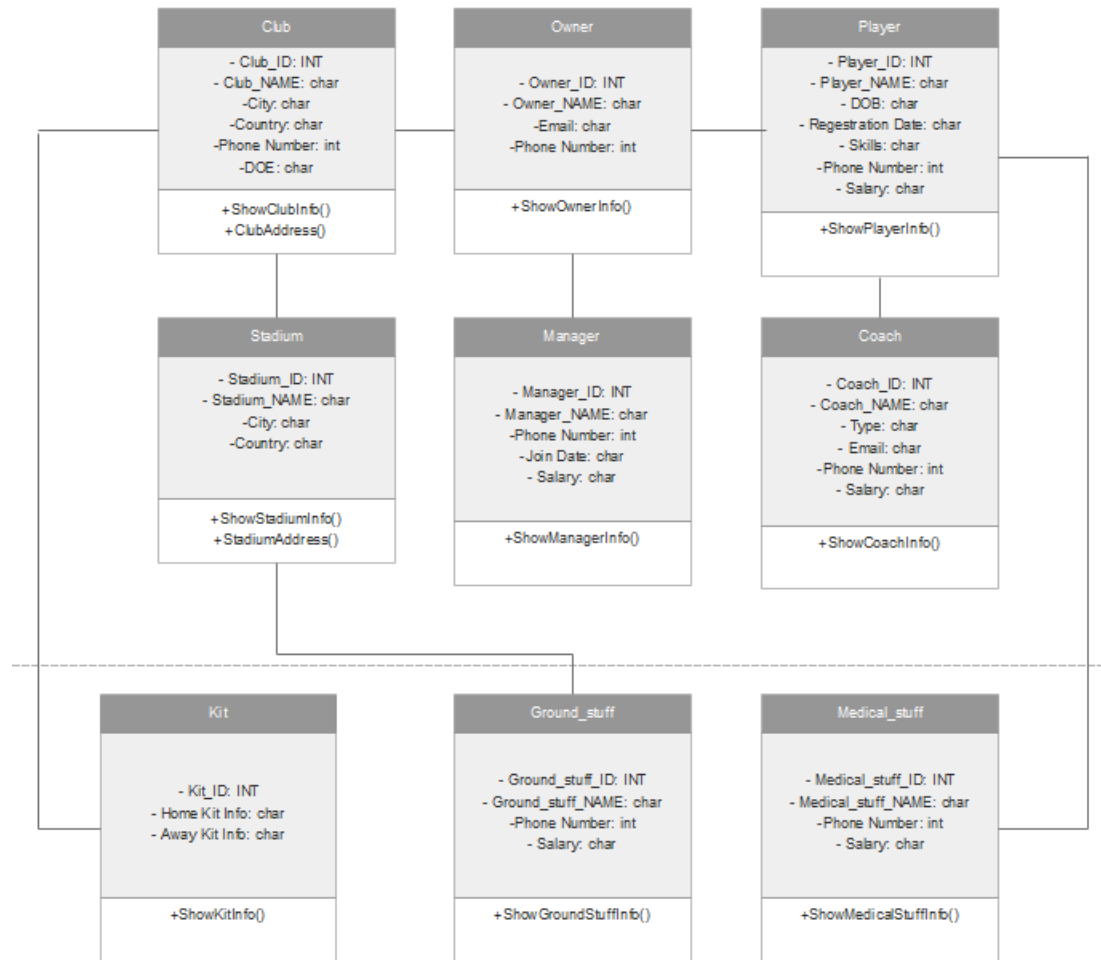 Club
- Club_ID: INT
- Club_NAME: char
-City: char
-Country: char
-Phone Number: int
-DOE: char
+ShowClubInfo()
+ClubAddress()
Owner
- Owner_ID: INT
- Owner_NAME: char
-Email: char
-Phone Number: int
+ShowOwnerInfo()
Player
- Player_ID: INT
- Player_NAME: char
- DOB: char
- Regestration Date: char
- Skills: char
-Phone Number: int
- Salary: char
+ShowPlayerInfo()
Stadium
- Stadium_ID: INT
- Stadium_NAME: char
-City: char
-Country: char
+ShowStadiumInfo()
+StadiumAddress()
Manager
- Manager_ID: INT
- Manager_NAME: char
-Phone Number: int
-Join Date: char
- Salary: char
+ShowManagerInfo()
Coach
- Coach_ID: INT
- Coach_NAME: char
- Type: char
- Email: char
-Phone Number: int
- Salary: char
+ShowCoachInfo()
Kit
- Kit_ID: INT
- Home Kit Info: char
- Away Kit Info: char
+ShowKitInfo()
Ground_stuff
- Ground_stuff_ID: INT
- Ground_stuff_NAME: char
-Phone Number: int
- Salary: char
+ShowGroundStuffInfo()
Medical_stuff
- Medical_stuff_ID: INT
- Medical_stuff_NAME: char
-Phone Number: int
- Salary: char
+ShowMedicalStuffInfo()